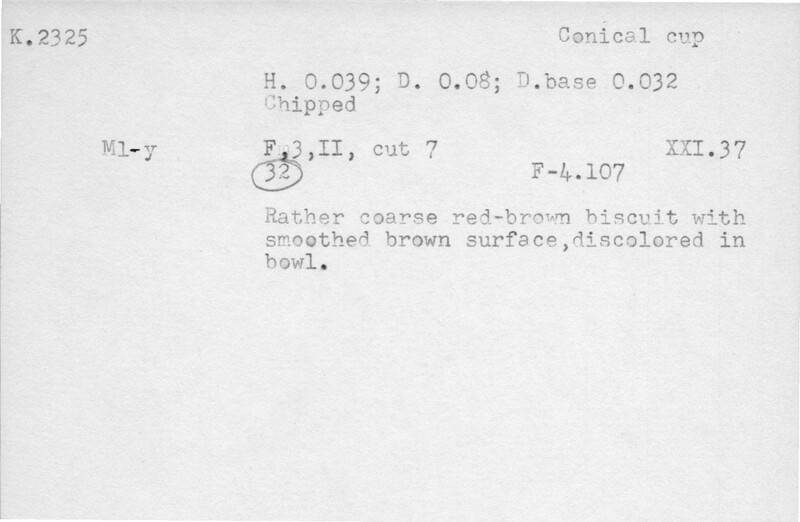 K.2325 Conical cup
H. 0.039; D. 0.08; D.base 0.032
Chipped
Ml-y F,3,II, cut 7 XXI.37
32 F-4.107
Rather coarse red-brown biscuit with
smoothed brown surface,discolored in
bowl.